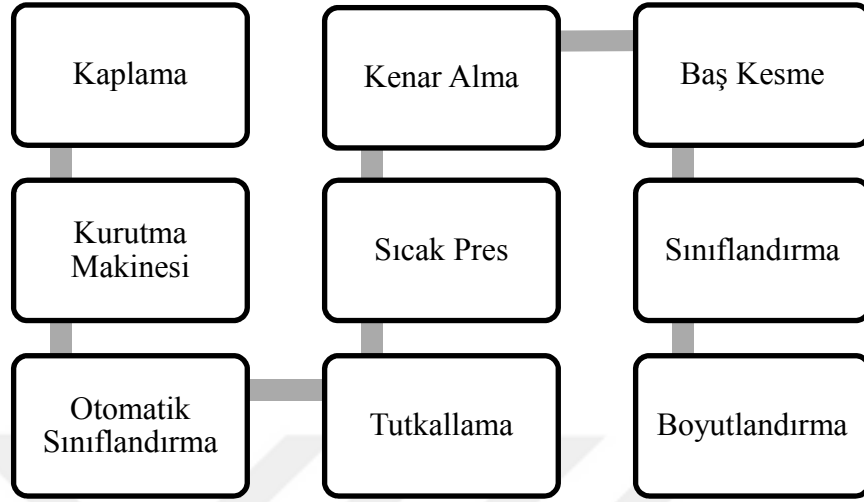 Kaplama
Kurutma
Makinesi
Otomatik
Sınıflandırma
Tutkallama
Sıcak Pres
Kenar Alma
Baş Kesme
Sınıflandırma
Boyutlandırma